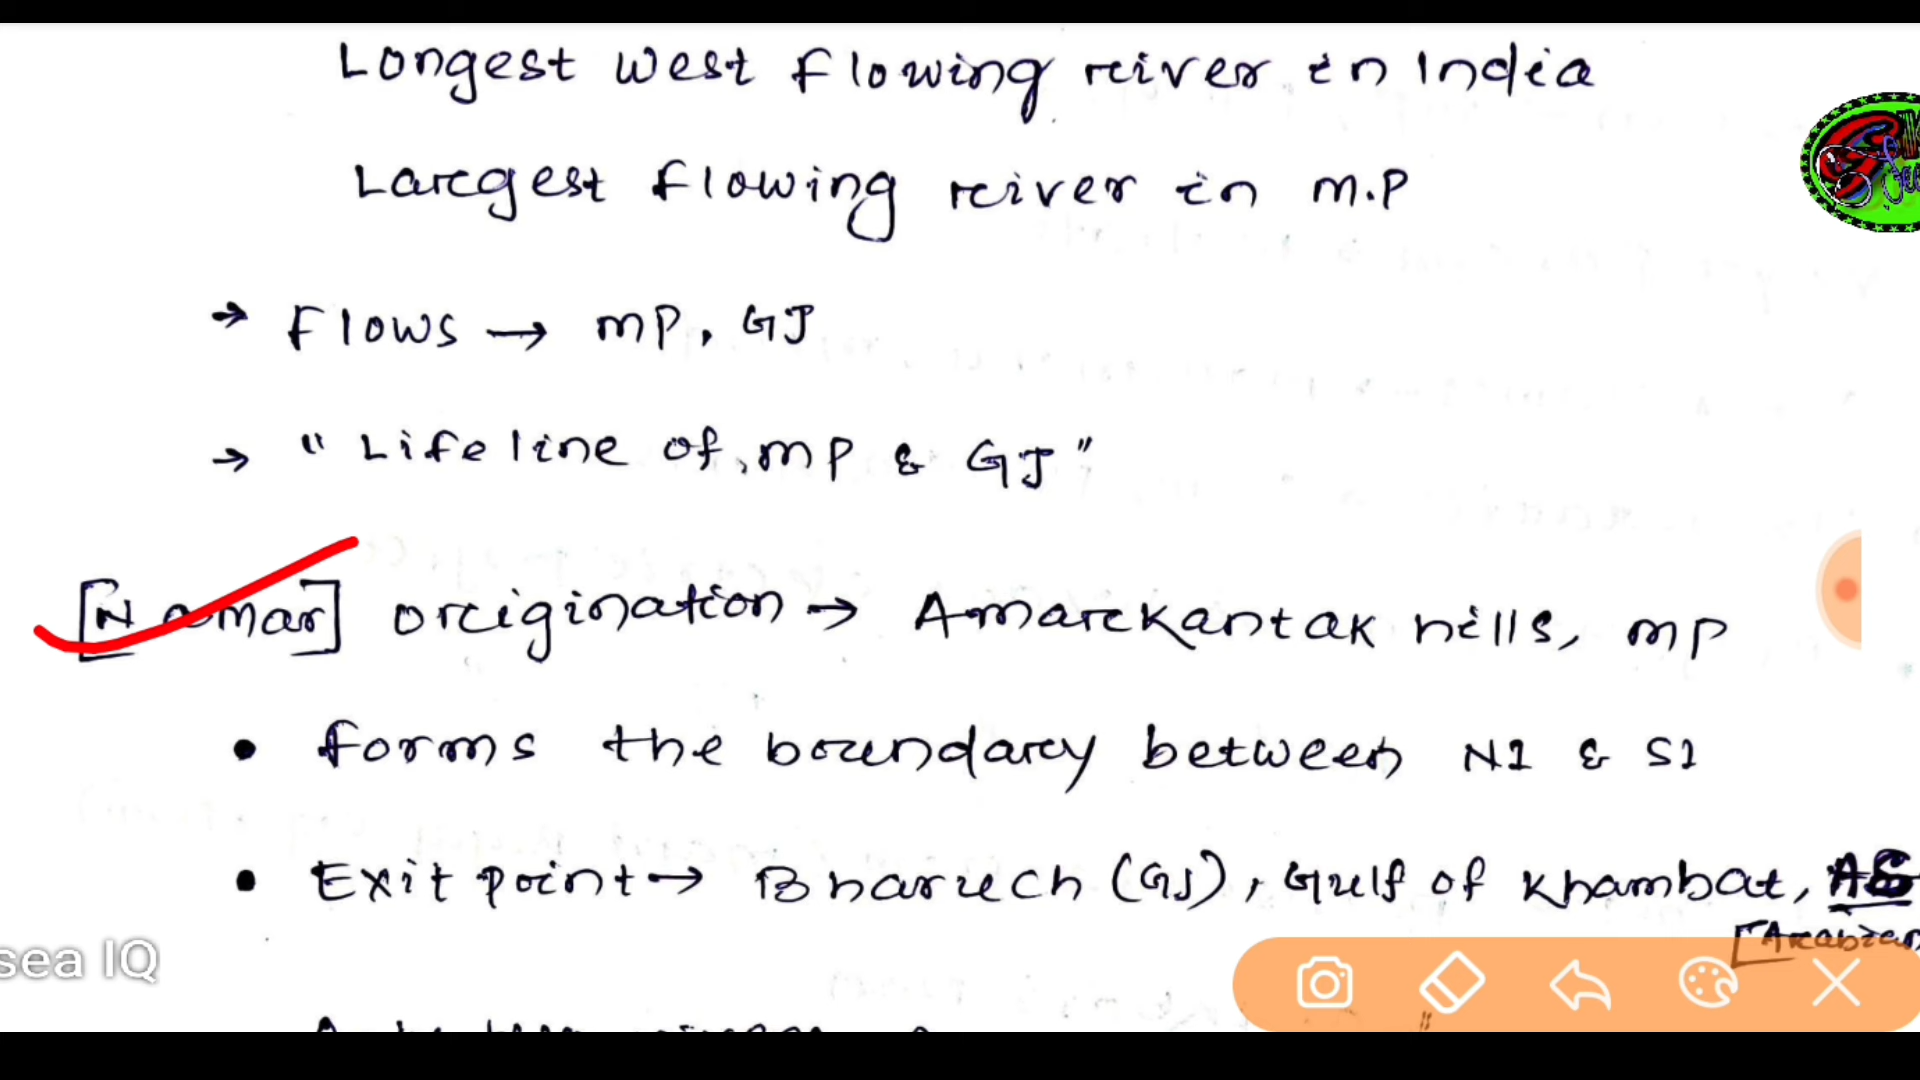 Longest west flowing river in India
Largest flowing river in M.P
→ Flows → MP, GJ
→ "Lifeline of MP & GJ"
[Namar] origination → Amarkantak hills, MP
• forms the boundary between NI & SI
• Exit point → Bharuch (GJ), Gulf of Khambat, AS
[Arabian
sea IQ